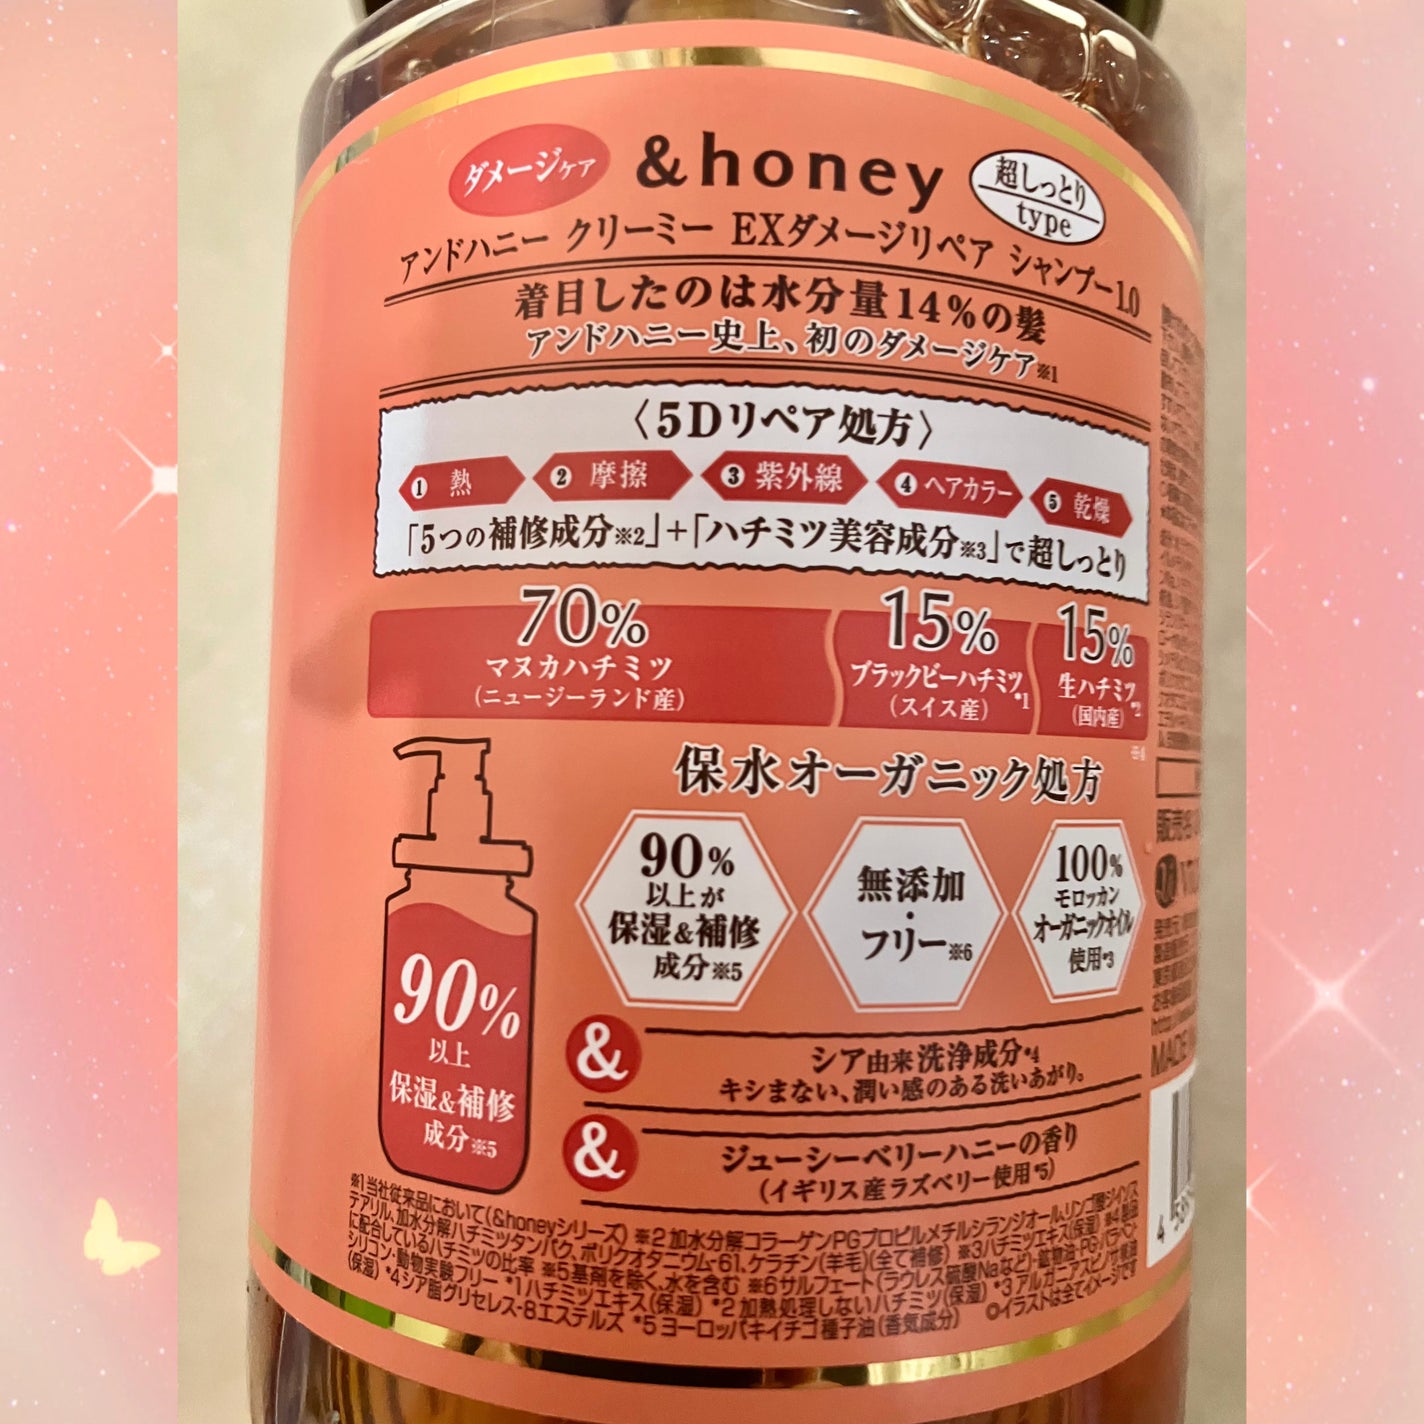 ダメージケア &honey 超しっとりtype
アンドハニー クリーミー EXダメージリペア シャンプー1.0
着目したのは水分量14%の髪
アンドハニー史上、初のダメージケア※1
〈5Dリペア処方〉
1 熱 2 摩擦 3 紫外線 4 ヘアカラー 5 乾燥
「5つの補修成分※2」+「ハチミツ美容成分※3」で超しっとり
70% 15% 15%
マヌカハチミツ ブラックビーハチミツ*1 生ハチミツ*2
(ニュージーランド産) (スイス産) (国内産)
※4
保水オーガニック処方
90%
以上が
保湿&補修
成分※5
無添加
・
フリー※6
100%
モロッカン
オーガニックオイル
使用*3
90%
以上
保湿&補修
成分※5
& シア由来洗浄成分*4
キシまない、潤い感のある洗いあがり。
& ジューシーベリーハニーの香り
(イギリス産ラズベリー使用*5)
※1当社従来品において(&honeyシリーズ) ※2加水分解コラーゲンPGプロピルメチルシランジオール、リンゴ酸ジイソス
テアリル、加水分解ハチミツタンパク、ポリクオタニウム-61、ケラチン(羊毛)(全て補修) ※3ハチミツエキス(保湿) ※4製品
に配合しているハチミツの比率 ※5基剤を除く、水を含む ※6サルフェート(ラウレス硫酸Naなど)・鉱物油・PG・パラベン・
シリコン・動物実験フリー *1ハチミツエキス(保湿) *2加熱処理しないハチミツ(保湿) *3アルガニアスピノサ核油
(保湿) *4シア脂グリセレス-8エステルズ *5ヨーロッパキイチゴ種子油(香気成分) ◎イラストは全てイメージです
販売名
MADE